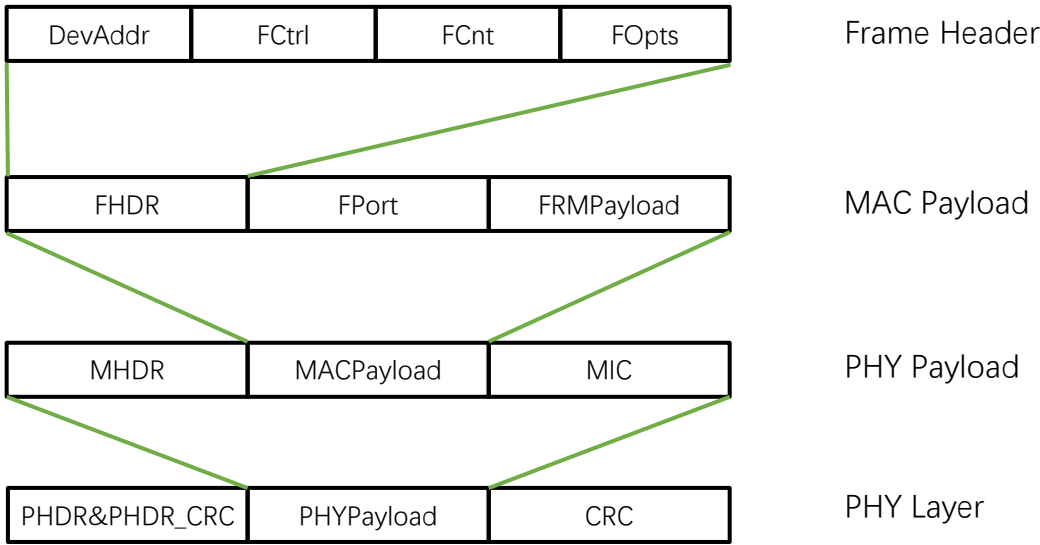 DevAddr FCtrl FCnt FOpts Frame Header
FHDR FPort FRMPayload MAC Payload
MHDR MACPayload MIC PHY Payload
PHDR&PHDR_CRC PHYPayload CRC PHY Layer